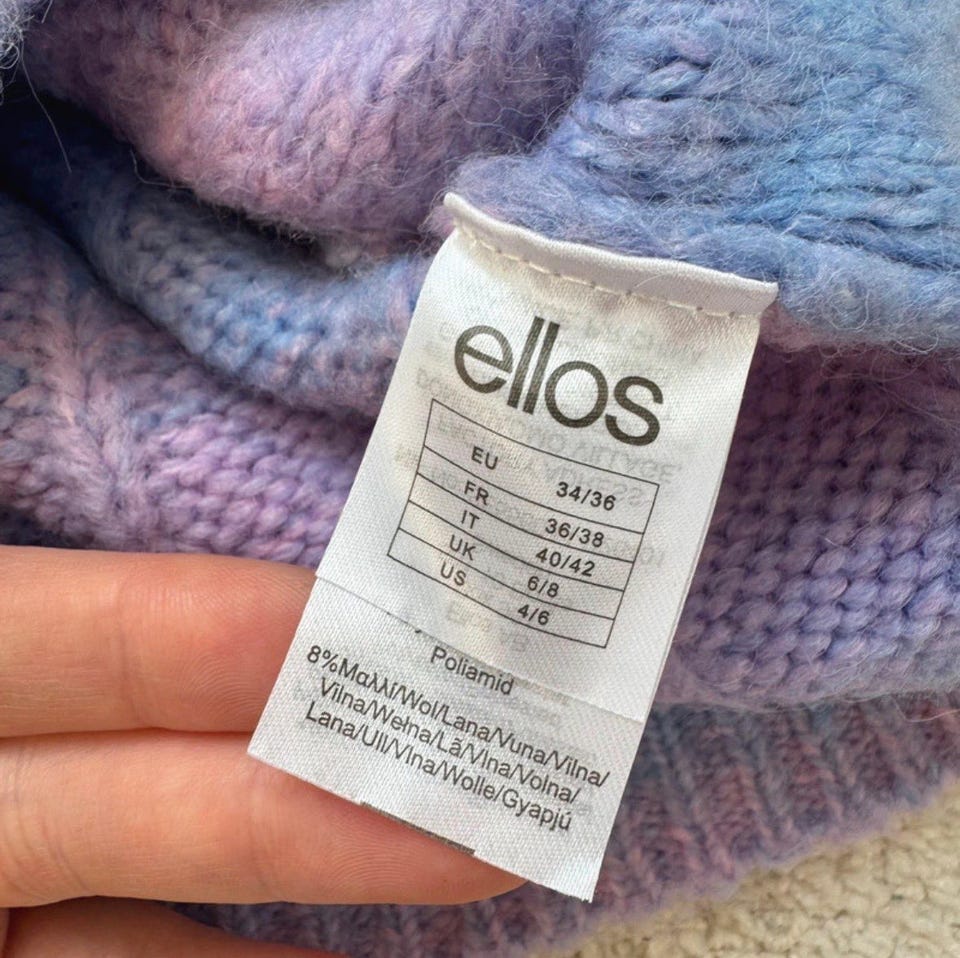 ellos
EU 34/36
FR 36/38
IT 40/42
UK 6/8
US 4/6
Poliamid
8%Μαλλί/Wol/Lana/Vuna/Vilna/
Vilna/Wełna/Lã/Vlna/Volna/
Lana/Ull/Vlna/Wolle/Gyapjú